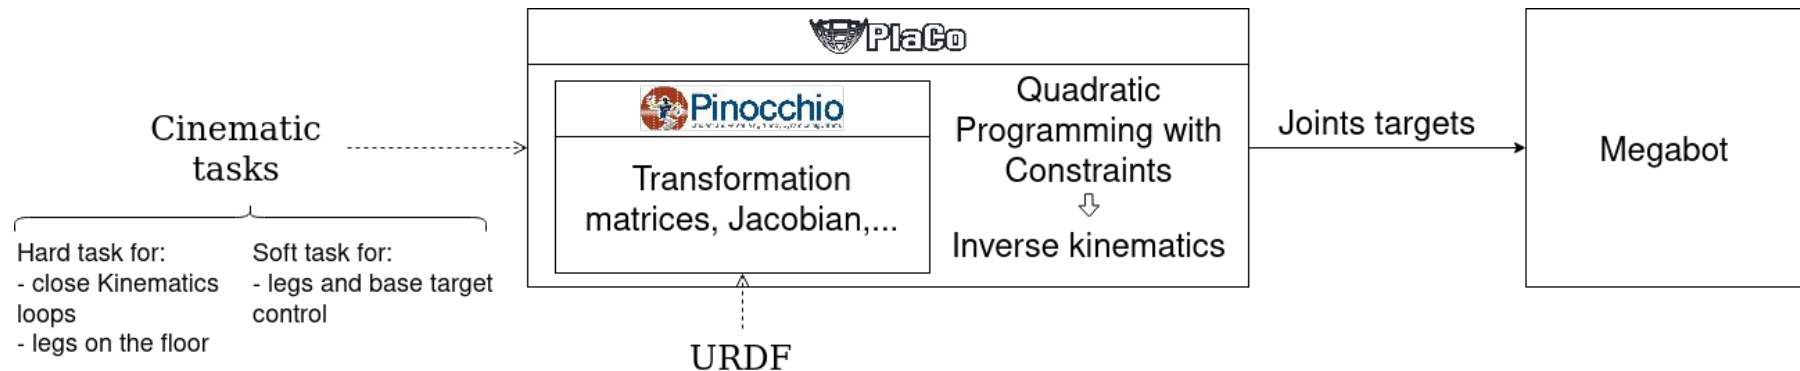 PlaCo
Pinocchio
Transformation
matrices, Jacobian,...
Quadratic
Programming with
Constraints
Inverse kinematics
Joints targets
Megabot
Cinematic
tasks
Hard task for:
- close Kinematics
loops
- legs on the floor
Soft task for:
- legs and base target
control
URDF